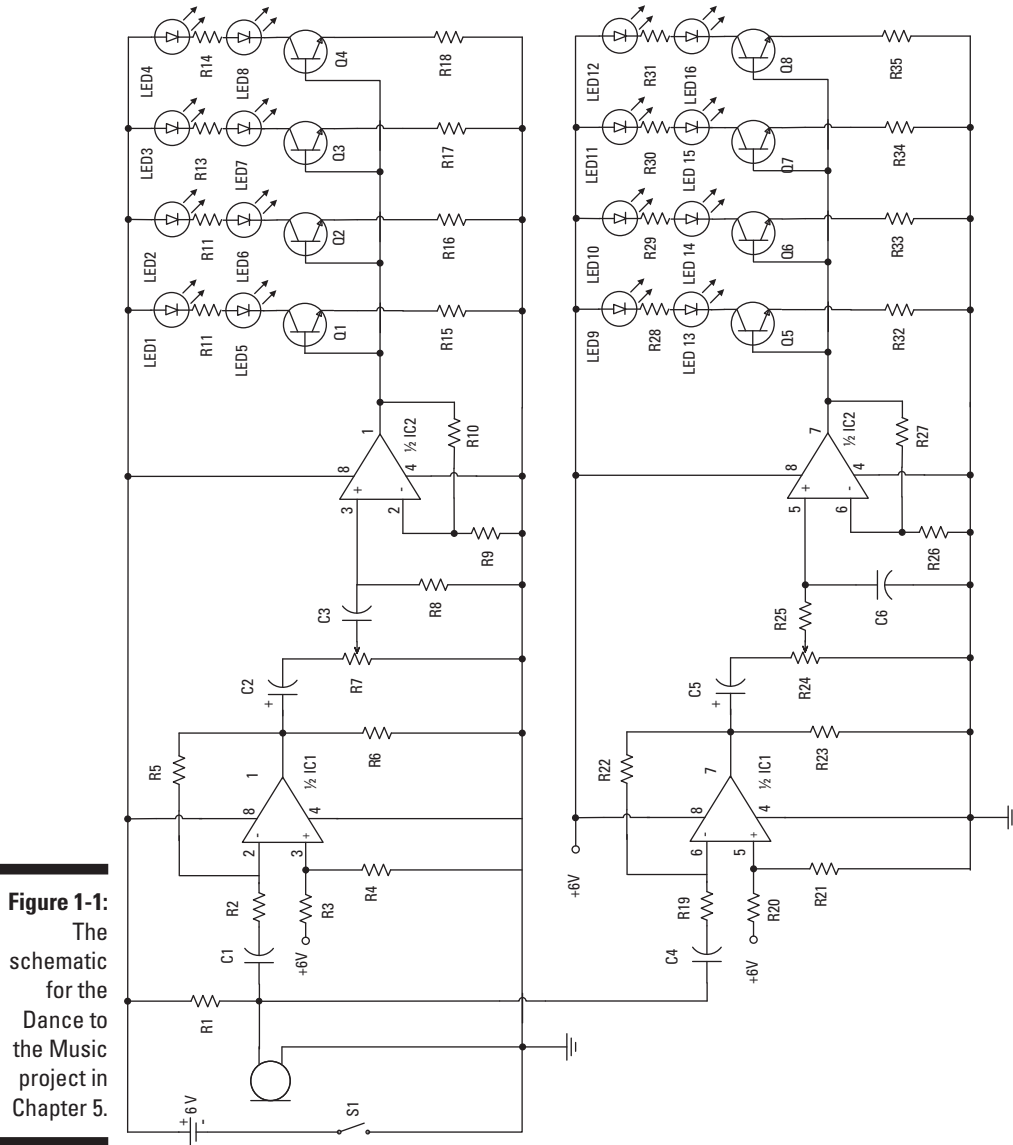 LED4
R14
LED8
Q4
R18
LED3
R13
LED7
Q3
R17
LED2
R11
LED6
Q2
R16
LED1
R11
LED5
Q1
R15
1
½ IC2
8
+
3
4
-
2
R10
R9
C3
R8
C2
+
R7
R5
1
½ IC1
R6
8
-
2
4
+
3
R2
R3
R4
C1
+6V
R1
+
6 V
-
S1
LED12
R31
LED16
Q8
R35
LED11
R30
LED 15
Q7
R34
LED10
R29
LED 14
Q6
R33
LED9
R28
LED 13
Q5
R32
7
½ IC2
8
+
5
4
-
6
R27
R26
R25
C6
C5
+
R24
R22
7
½ IC1
R23
+6V
8
-
6
4
+
5
R19
R20
R21
C4
+6V
Figure 1-1:
The
schematic
for the
Dance to
the Music
project in
Chapter 5.